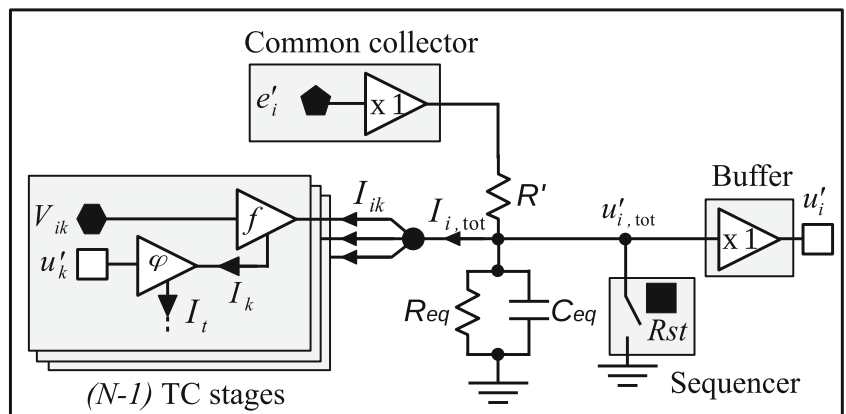 Common collector
e′i
x 1
Iik
Ii,tot
R'
u′i,tot
Buffer
u′i
Vik
f
x 1
u′k
φ
Ik
It
Req
Ceq
Rst
(N-1) TC stages
Sequencer